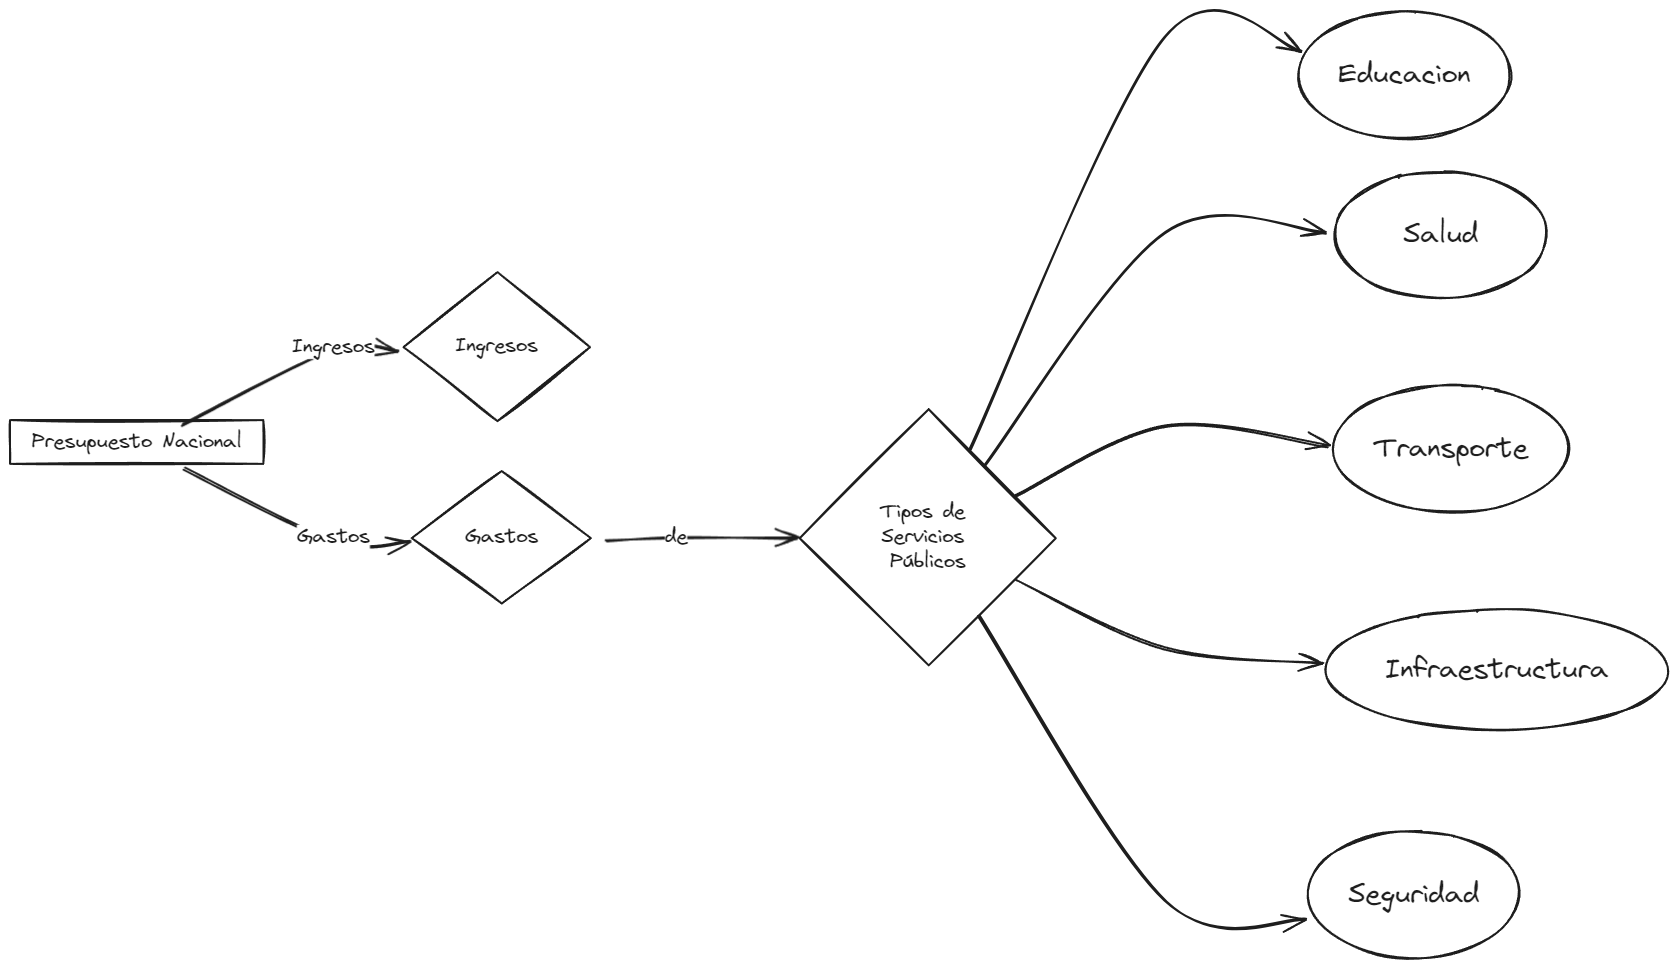 Educacion
Salud
Ingresos
Ingresos
Presupuesto Nacional
Transporte
Gastos
Gastos
de
Tipos de
Servicios
Públicos
Infraestructura
Seguridad